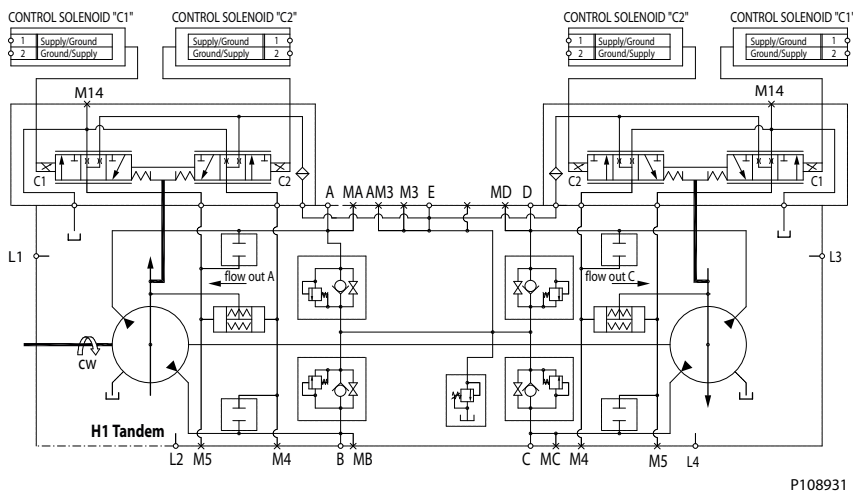 CONTROL SOLENOID "C1"
CONTROL SOLENOID "C2"
CONTROL SOLENOID "C2"
CONTROL SOLENOID "C1"
1 Supply/Ground
2 Ground/Supply
Supply/Ground 1
Ground/Supply 2
1 Supply/Ground
2 Ground/Supply
Supply/Ground 1
Ground/Supply 2
M14
M14
C1
C2
C2
C1
A MA AM3 M3 E MD D
L1
L3
flow out A
flow out C
CW
H1 Tandem
L2 M5 M4 B MB C MC M4 M5 L4
P108931